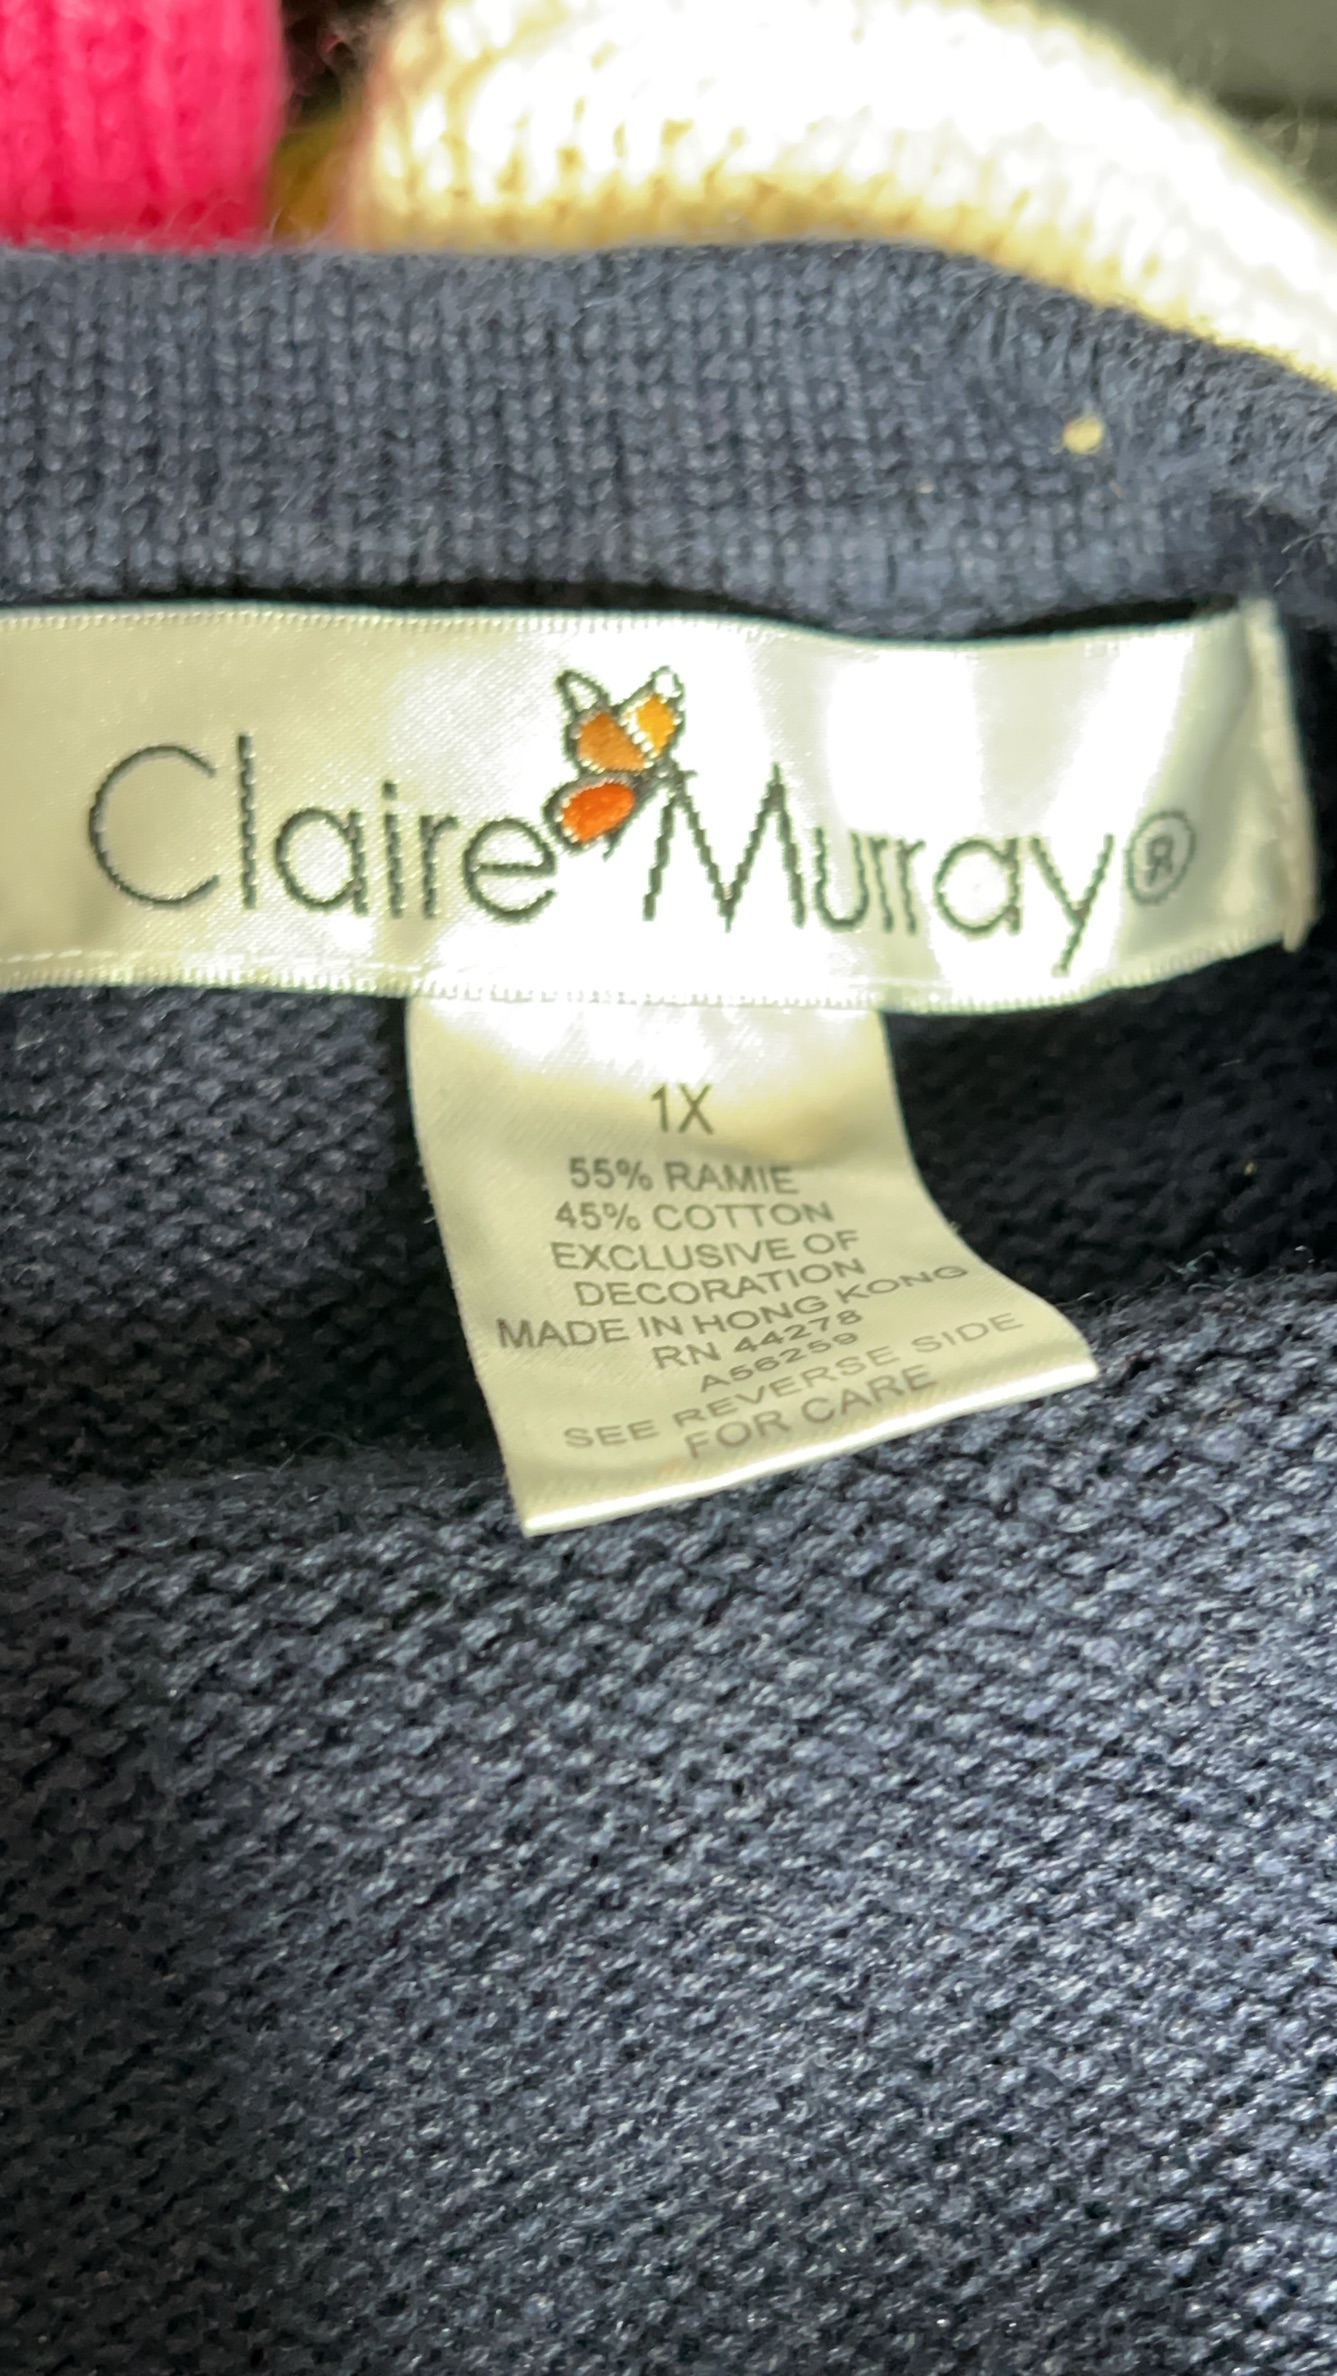 Claire Murray®
1X
55% RAMIE
45% COTTON
EXCLUSIVE OF
DECORATION
MADE IN HONG KONG
RN 44278
A56259
SEE REVERSE SIDE
FOR CARE